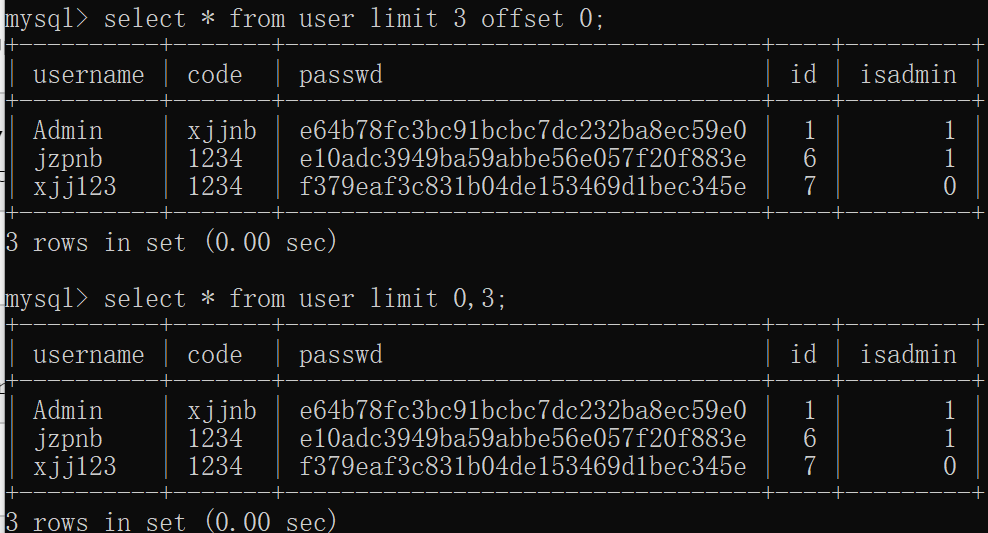 mysql> select * from user limit 3 offset 0;
+----------+-------+----------------------------------+----+---------+
| username | code | passwd | id | isadmin |
+----------+-------+----------------------------------+----+---------+
| Admin | xjjnb | e64b78fc3bc91bcbc7dc232ba8ec59e0 | 1 | 1 |
| jzpnb | 1234 | e10adc3949ba59abbe56e057f20f883e | 6 | 1 |
| xjj123 | 1234 | f379eaf3c831b04de153469d1bec345e | 7 | 0 |
+----------+-------+----------------------------------+----+---------+
3 rows in set (0.00 sec)
mysql> select * from user limit 0,3;
+----------+-------+----------------------------------+----+---------+
| username | code | passwd | id | isadmin |
+----------+-------+----------------------------------+----+---------+
| Admin | xjjnb | e64b78fc3bc91bcbc7dc232ba8ec59e0 | 1 | 1 |
| jzpnb | 1234 | e10adc3949ba59abbe56e057f20f883e | 6 | 1 |
| xjj123 | 1234 | f379eaf3c831b04de153469d1bec345e | 7 | 0 |
+----------+-------+----------------------------------+----+---------+
3 rows in set (0.00 sec)